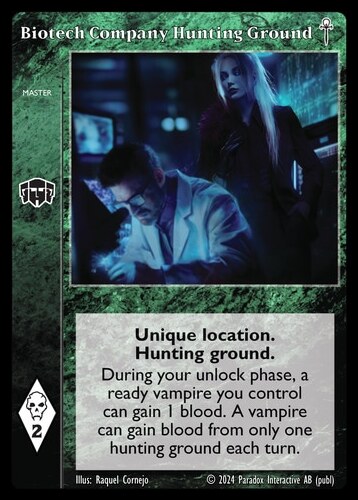 Biotech Company Hunting Ground
MASTER
Unique location.
Hunting ground.
During your unlock phase, a
ready vampire you control
can gain 1 blood. A vampire
can gain blood from only one
hunting ground each turn.
2
Illus: Raquel Cornejo
© 2024 Paradox Interactive AB (publ)